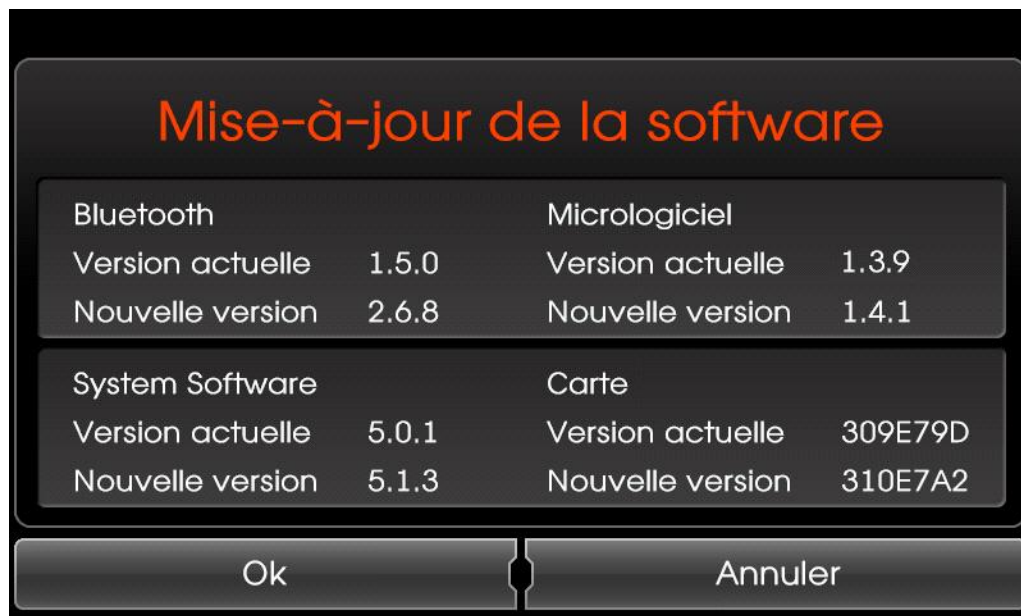 Mise-à-jour de la software
Bluetooth
Version actuelle 1.5.0
Nouvelle version 2.6.8
Micrologiciel
Version actuelle 1.3.9
Nouvelle version 1.4.1
System Software
Version actuelle 5.0.1
Nouvelle version 5.1.3
Carte
Version actuelle 309E79D
Nouvelle version 310E7A2
Ok
Annuler